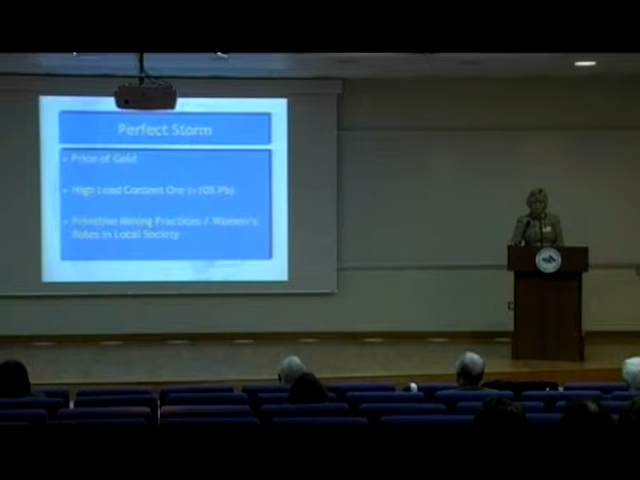 Perfect Storm
Price of Gold
High Lead Content Ore (>10% Pb)
Primitive Mining Practices / Women's
Roles in Local Society